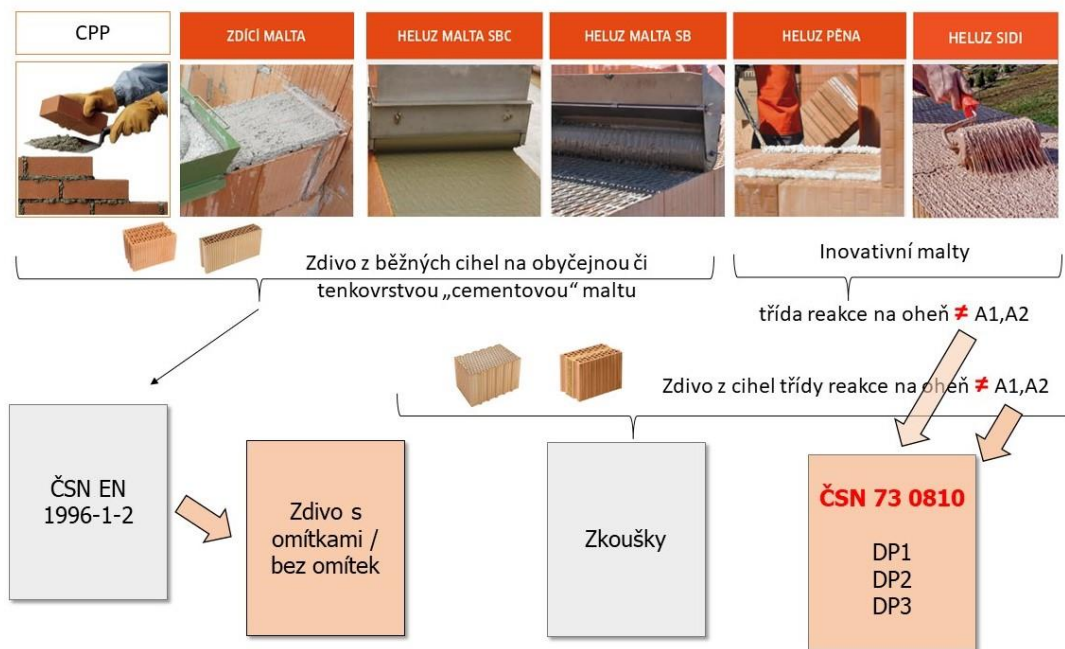 CPP
ZDÍCÍ MALTA
HELUZ MALTA SBC
HELUZ MALTA SB
HELUZ PĚNA
HELUZ SIDI
Zdivo z běžných cihel na obyčejnou či
tenkovrstvou „cementovou“ maltu
Inovativní malty
třída reakce na oheň ≠ A1,A2
Zdivo z cihel třídy reakce na oheň ≠ A1,A2
ČSN EN
1996-1-2
Zdivo s
omítkami /
bez omítek
Zkoušky
ČSN 73 0810
DP1
DP2
DP3